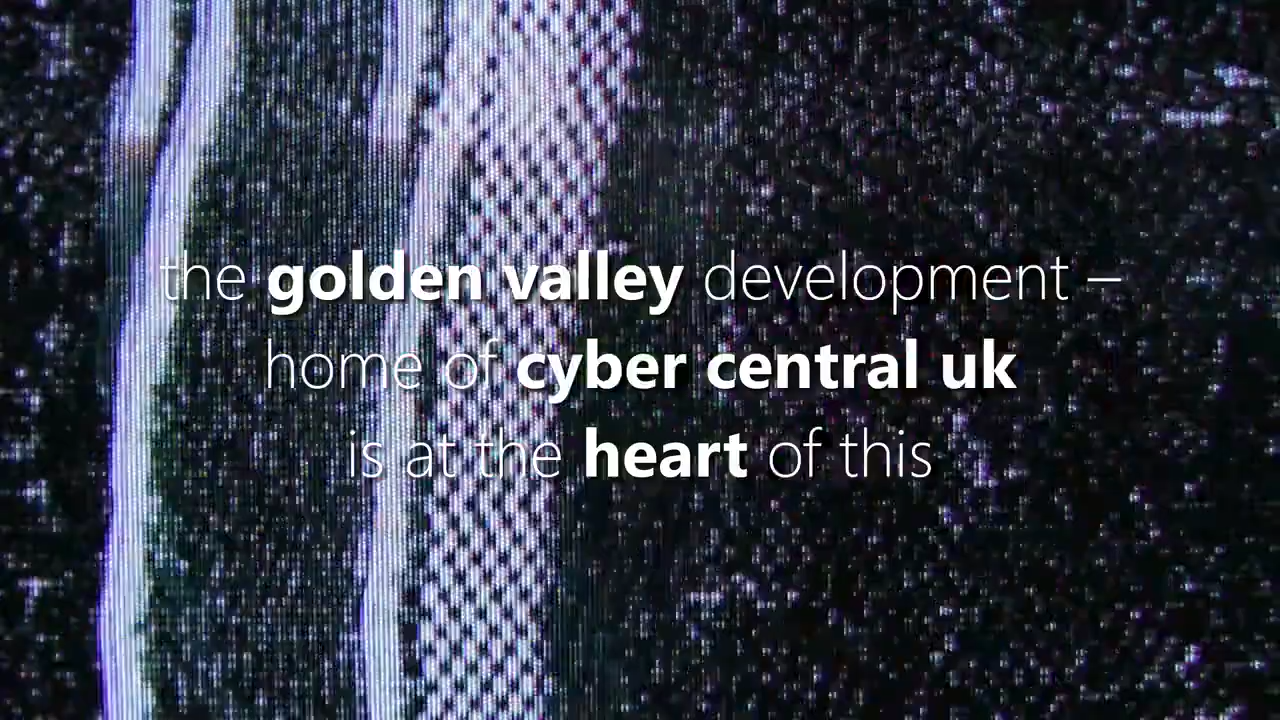 the golden valley development –
home of cyber central uk
is at the heart of this